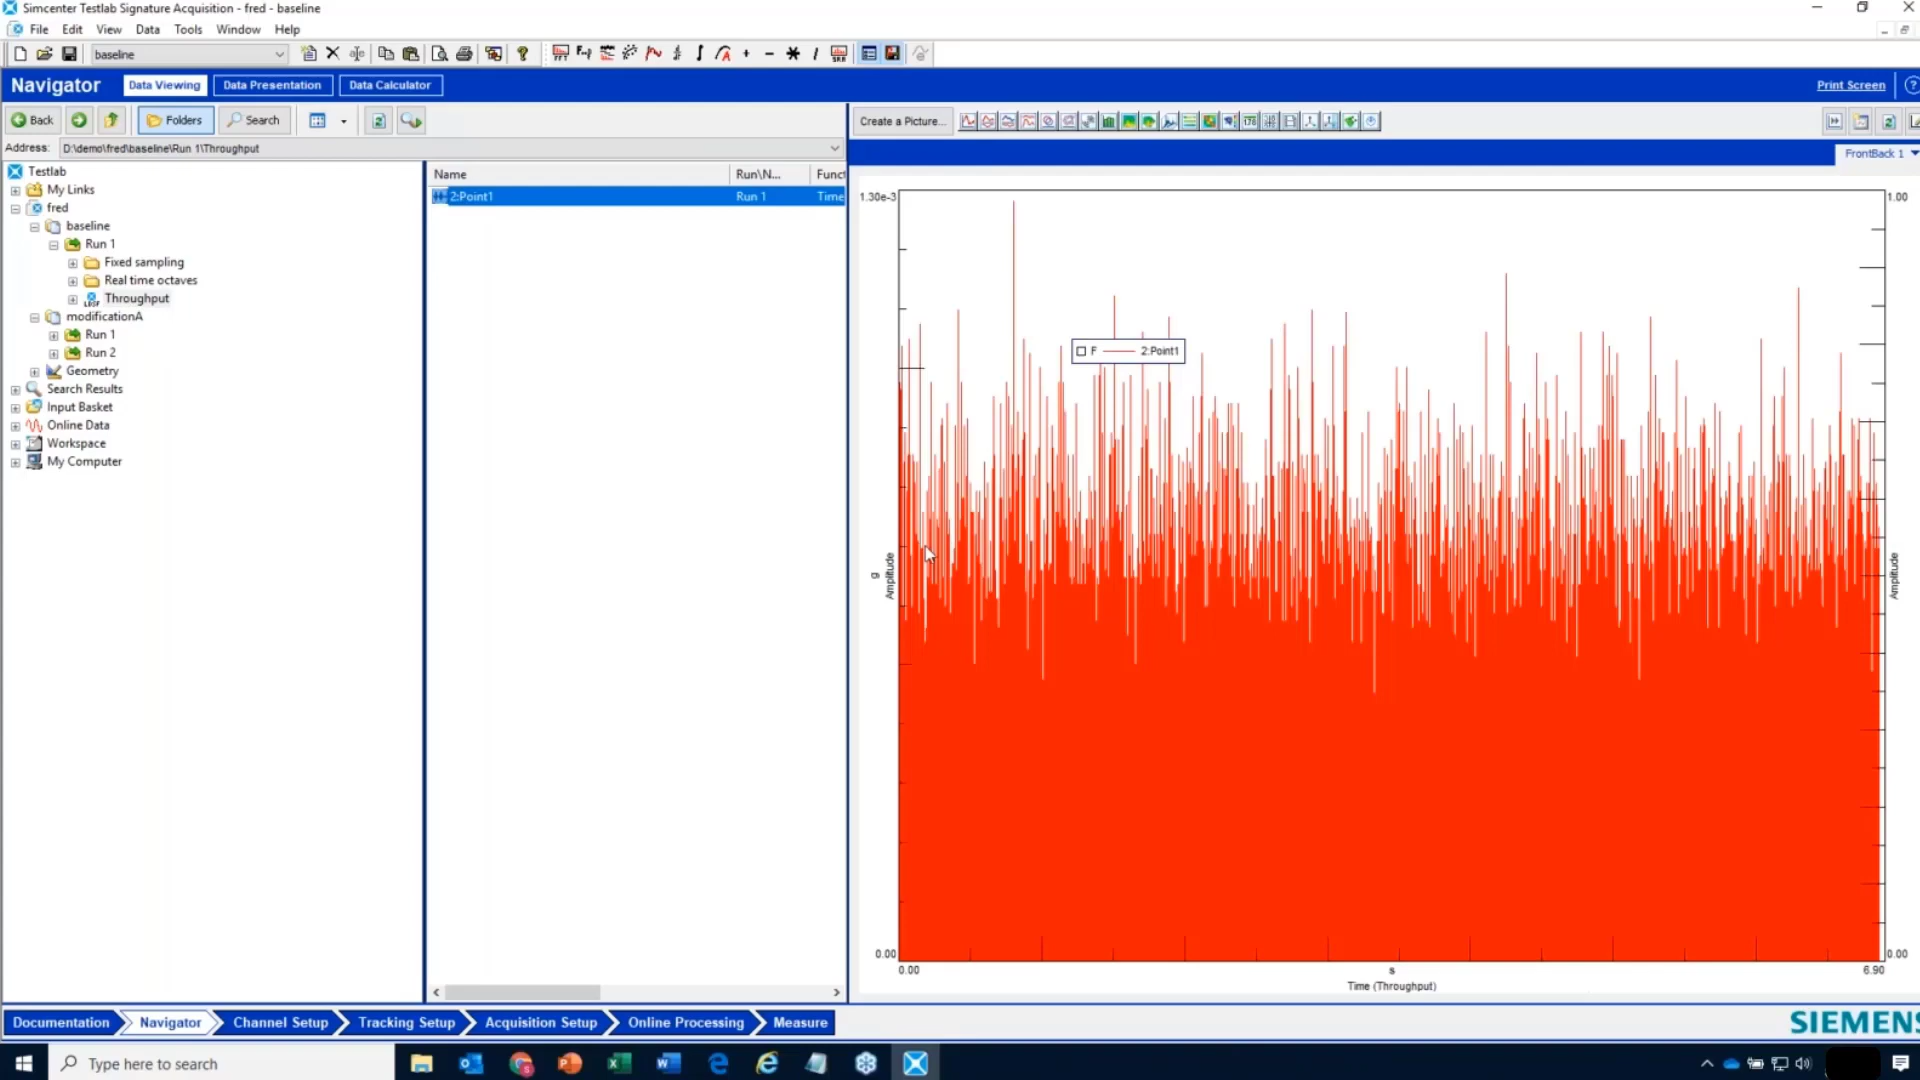 Simcenter Testlab Signature Acquisition - fred - baseline
File Edit View Data Tools Window Help
baseline
Navigator Data Viewing Data Presentation Data Calculator Print Screen
Back Folders Search Create a Picture...
Address: D:\demo\fred\baseline\Run 1\Throughput
FrontBack 1
Testlab
My Links
fred
baseline
Run 1
Fixed sampling
Real time octaves
Throughput
modificationA
Run 1
Run 2
Geometry
Search Results
Input Basket
Online Data
Workspace
My Computer
Name Run\N... Funct
2:Point1 Run 1 Time
1.30e-3
1.00
F 2:Point1
g
Amplitude
Amplitude
0.00
0.00
0.00 s 6.90
Time (Throughput)
Documentation Navigator Channel Setup Tracking Setup Acquisition Setup Online Processing Measure
SIEMENS
Type here to search